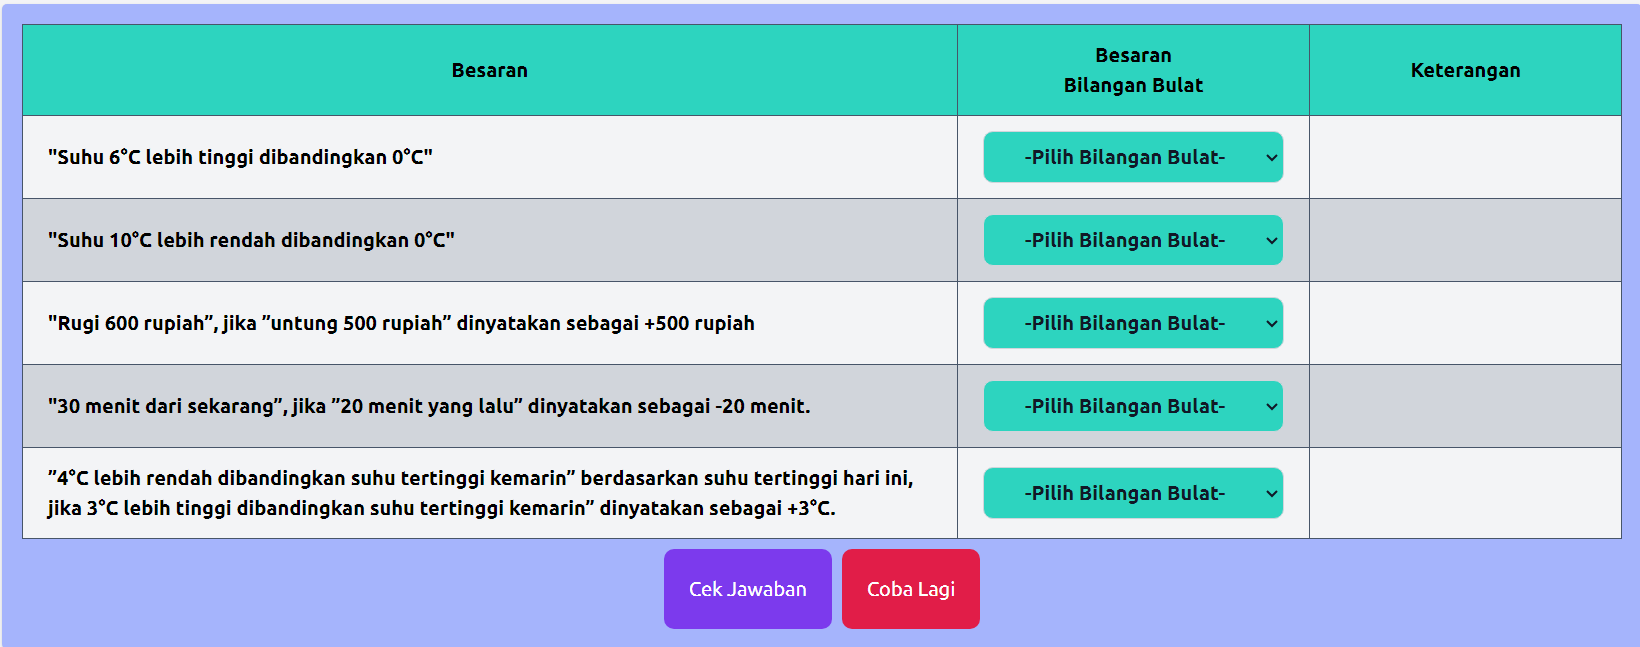 Besaran
Besaran
Bilangan Bulat
Keterangan
"Suhu 6°C lebih tinggi dibandingkan 0°C"
-Pilih Bilangan Bulat-
"Suhu 10°C lebih rendah dibandingkan 0°C"
-Pilih Bilangan Bulat-
"Rugi 600 rupiah”, jika ”untung 500 rupiah” dinyatakan sebagai +500 rupiah
-Pilih Bilangan Bulat-
"30 menit dari sekarang”, jika ”20 menit yang lalu” dinyatakan sebagai -20 menit.
-Pilih Bilangan Bulat-
”4°C lebih rendah dibandingkan suhu tertinggi kemarin” berdasarkan suhu tertinggi hari ini,
jika 3°C lebih tinggi dibandingkan suhu tertinggi kemarin” dinyatakan sebagai +3°C.
-Pilih Bilangan Bulat-
Cek Jawaban
Coba Lagi